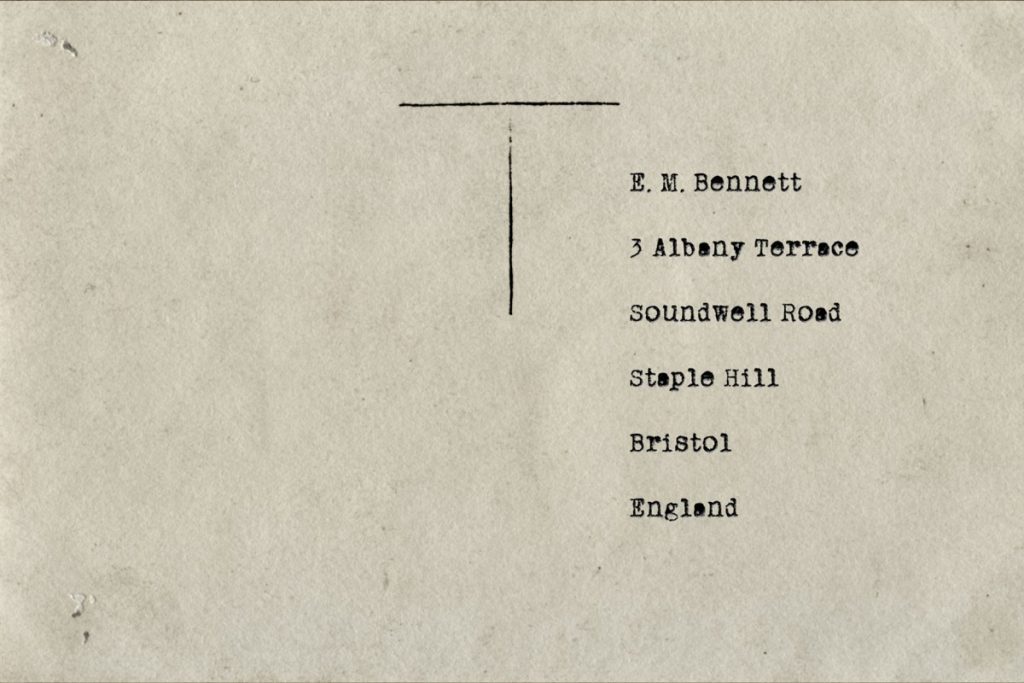 E. M. Bennett
3 Albany Terrace
Soundwell Road
Staple Hill
Bristol
England